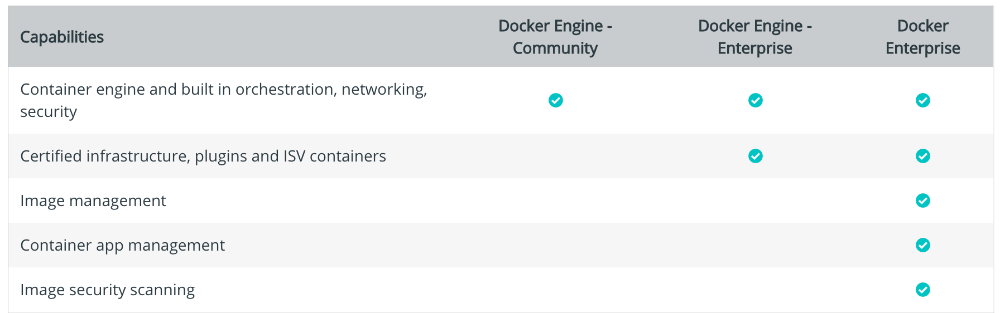 Capabilities
Docker Engine -
Community
Docker Engine -
Enterprise
Docker
Enterprise
Container engine and built in orchestration, networking,
security
Certified infrastructure, plugins and ISV containers
Image management
Container app management
Image security scanning